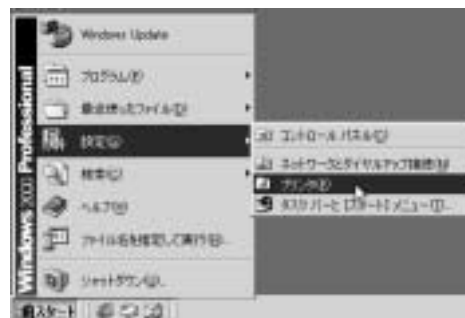 Windows Update
プログラム(P)
最近使ったファイル(D)
設定(S)
検索(C)
ヘルプ(H)
ファイル名を指定して実行(R)...
シャットダウン(U)...
Windows 2000 Professional
コントロール パネル(C)
ネットワークとダイヤルアップ接続(N)
プリンタ(P)
タスク バーと [スタート] メニュー(T)...
スタート